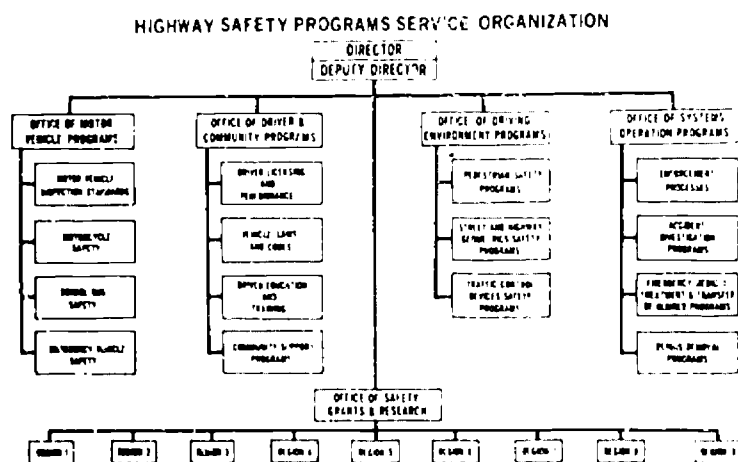 HIGHWAY SAFETY PROGRAMS SERVICE ORGANIZATION
DIRECTOR
DEPUTY DIRECTOR
OFFICE OF MOTOR
VEHICLE PROGRAMS
OFFICE OF DRIVER &
COMMUNITY PROGRAMS
OFFICE OF DRIVING
ENVIRONMENT PROGRAMS
OFFICE OF SYSTEMS
OPERATION PROGRAMS
MOTOR VEHICLE
INSPECTION STANDARDS
DRIVER LICENSING
AND
PERFORMANCE
PEDESTRIAN SAFETY
PROGRAMS
ENFORCEMENT
PROCESSES
MOTORCYCLE
SAFETY
VEHICLE LAWS
AND CODES
STREET AND HIGHWAY
GEOMETRICS SAFETY
PROGRAMS
ACCIDENT
INVESTIGATION
PROGRAMS
SCHOOL BUS
SAFETY
DRIVER EDUCATION
AND
TRAINING
TRAFFIC CONTROL
DEVICES SAFETY
PROGRAMS
EMERGENCY MEDICAL
TREATMENT & TRANSFER
OF INJURED PROGRAMS
EMERGENCY VEHICLE
SAFETY
COMMUNITY SUPPORT
PROGRAMS
DEBRIS REMOVAL
PROGRAMS
OFFICE OF SAFETY
GRANTS & RESEARCH
REGION 1
REGION 2
REGION 3
REGION 4
REGION 5
REGION
REGION
REGION
REGION